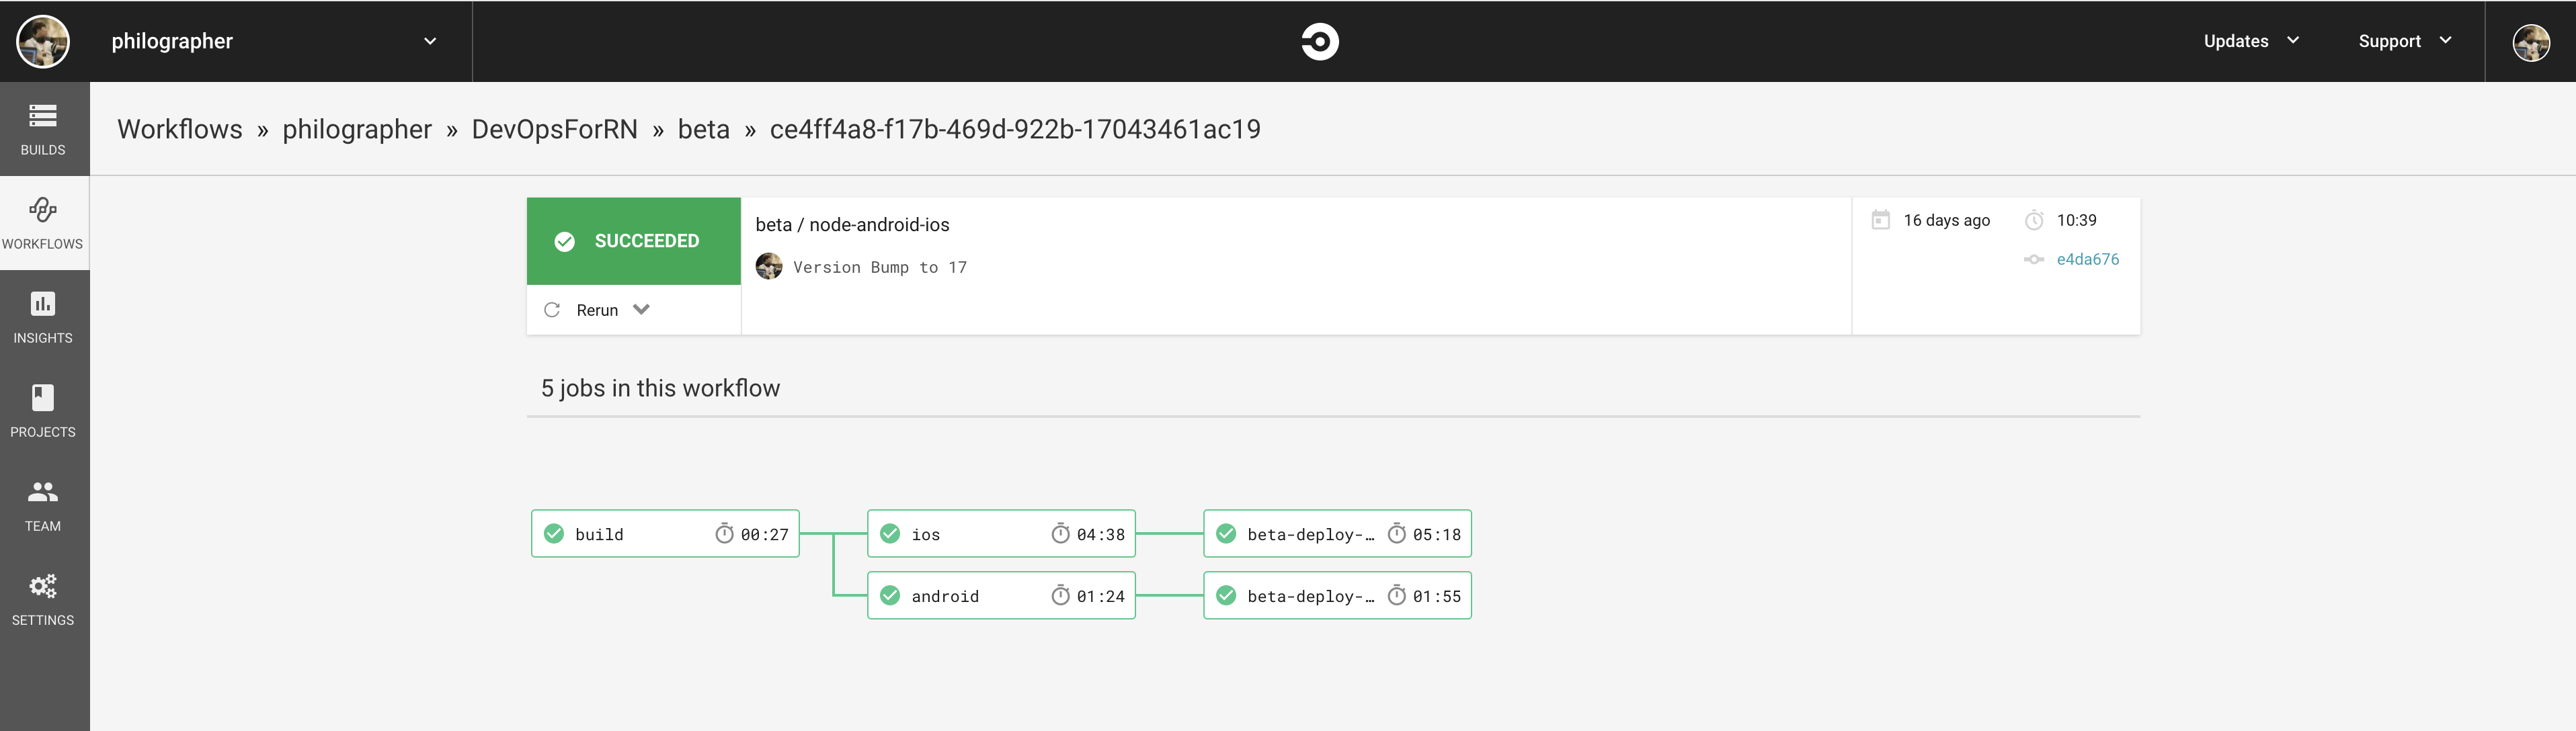 philographer
Updates
Support
BUILDS
WORKFLOWS
INSIGHTS
PROJECTS
TEAM
SETTINGS
Workflows » philographer » DevOpsForRN » beta » ce4ff4a8-f17b-469d-922b-17043461ac19
SUCCEEDED
Rerun
beta / node-android-ios
Version Bump to 17
16 days ago
10:39
e4da676
5 jobs in this workflow
build 00:27
ios 04:38
beta-deploy-… 05:18
android 01:24
beta-deploy-… 01:55